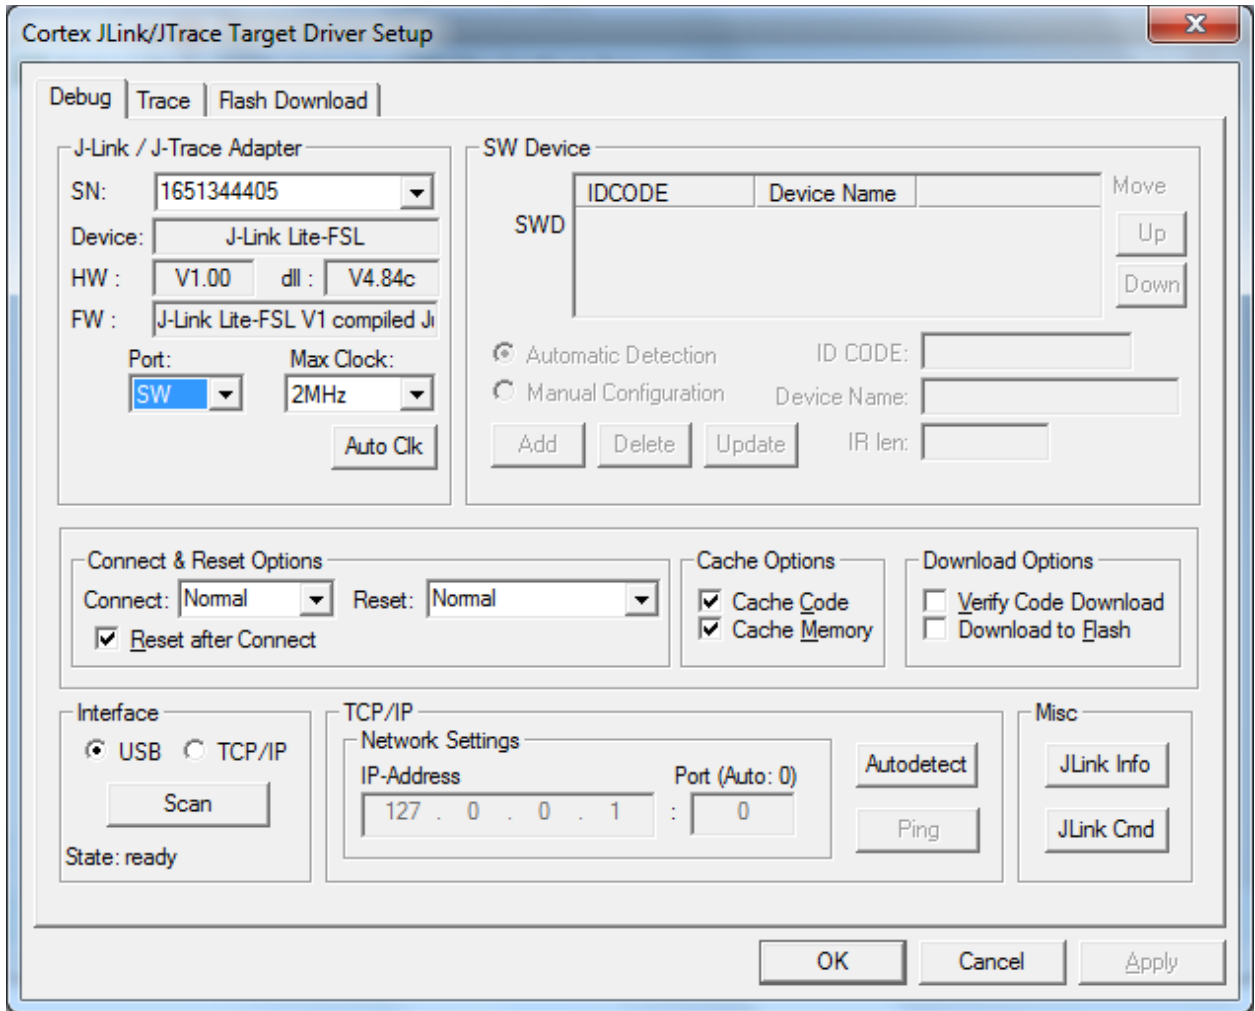 Cortex JLink/JTrace Target Driver Setup
Debug Trace Flash Download
J-Link / J-Trace Adapter
SN: 1651344405
Device: J-Link Lite-FSL
HW : V1.00 dll : V4.84c
FW : J-Link Lite-FSL V1 compiled
Port: Max Clock:
SW 2MHz
Auto Clk
SW Device
IDCODE Device Name
SWD
Move
Up
Down
Automatic Detection ID CODE:
Manual Configuration Device Name:
Add Delete Update IR len:
Connect & Reset Options
Connect: Normal Reset: Normal
Reset after Connect
Cache Options
Cache Code
Cache Memory
Download Options
Verify Code Download
Download to Flash
Interface
USB TCP/IP
Scan
State: ready
TCP/IP
Network Settings
IP-Address Port (Auto: 0)
127 . 0 . 0 . 1 : 0
Autodetect
Ping
Misc
JLink Info
JLink Cmd
OK Cancel Apply